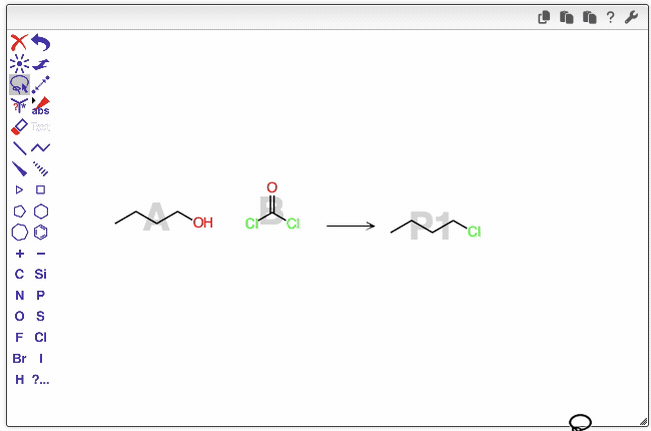 ?
?*
abs
Text
O
A
B
P1
OH
Cl
Cl
Cl
+ −
C Si
N P
O S
F Cl
Br I
H ?...